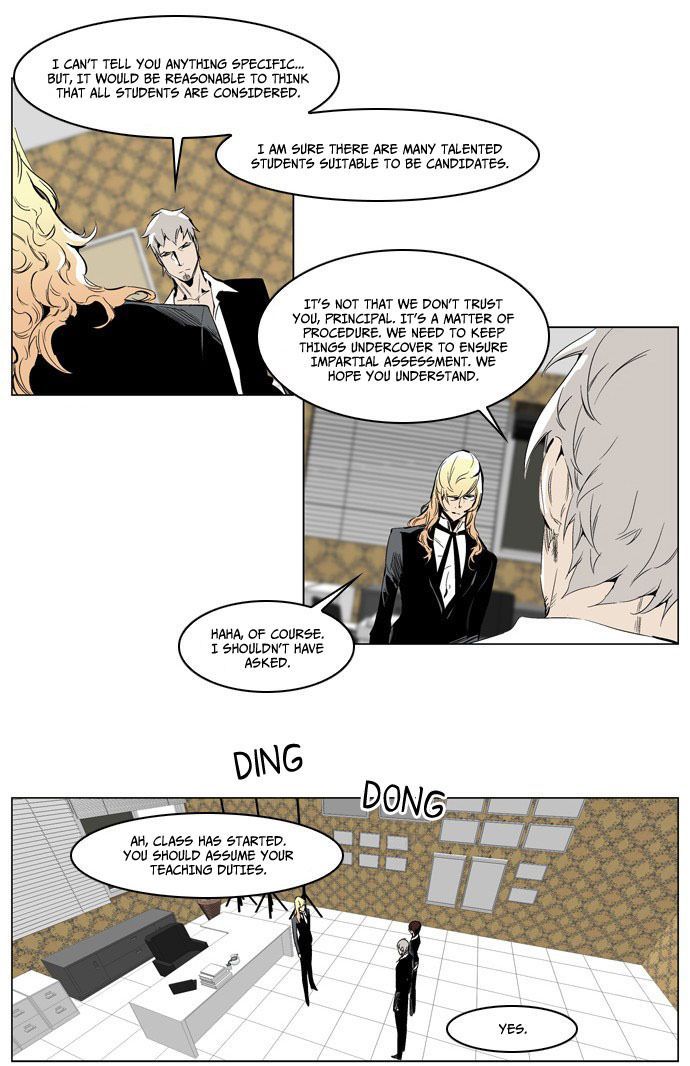 I CAN'T TELL YOU ANYTHING SPECIFIC...
BUT, IT WOULD BE REASONABLE TO THINK
THAT ALL STUDENTS ARE CONSIDERED.
I AM SURE THERE ARE MANY TALENTED
STUDENTS SUITABLE TO BE CANDIDATES.
IT'S NOT THAT WE DON'T TRUST
YOU, PRINCIPAL. IT'S A MATTER OF
PROCEDURE. WE NEED TO KEEP
THINGS UNDERCOVER TO ENSURE
IMPARTIAL ASSESSMENT. WE
HOPE YOU UNDERSTAND.
HAHA, OF COURSE.
I SHOULDN'T HAVE
ASKED.
DING
DONG
AH, CLASS HAS STARTED.
YOU SHOULD ASSUME YOUR
TEACHING DUTIES.
YES.